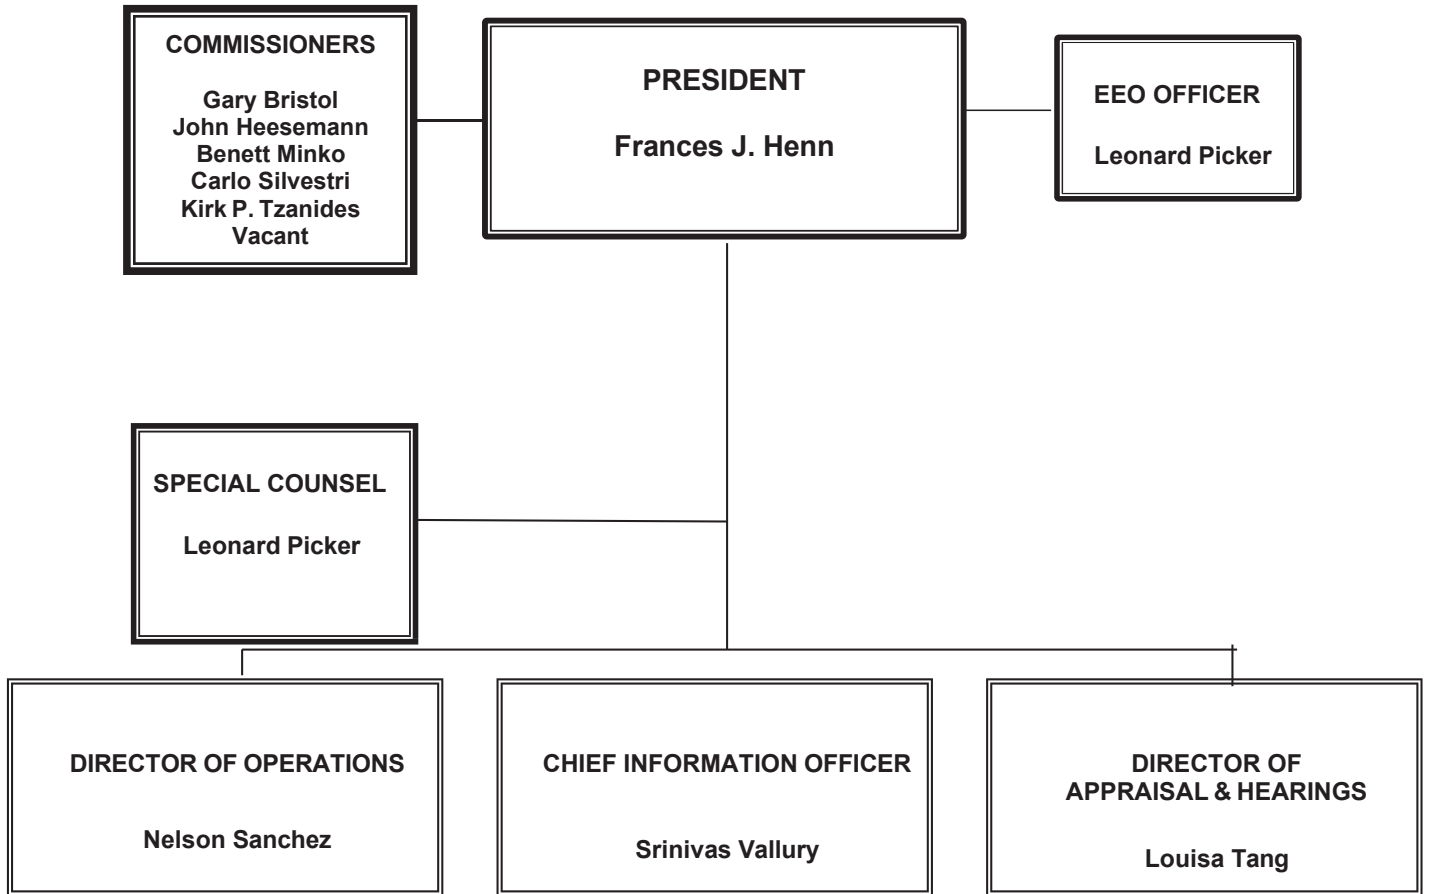 COMMISSIONERS
Gary Bristol
John Heesemann
Benett Minko
Carlo Silvestri
Kirk P. Tzanides
Vacant
PRESIDENT
Frances J. Henn
EEO OFFICER
Leonard Picker
SPECIAL COUNSEL
Leonard Picker
DIRECTOR OF OPERATIONS
Nelson Sanchez
CHIEF INFORMATION OFFICER
Srinivas Vallury
DIRECTOR OF
APPRAISAL & HEARINGS
Louisa Tang